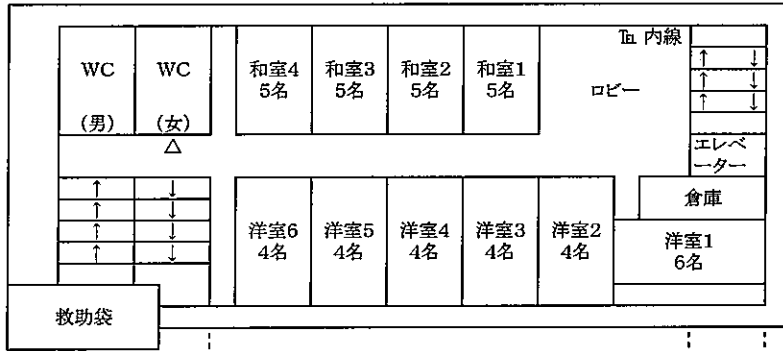 ℡ 内線
WC
(男)
WC
(女)
△
和室4
5名
和室3
5名
和室2
5名
和室1
5名
ロビー
↑ ↓
↑ ↓
↑ ↓
エレベ
ーター
倉庫
↑ ↓
↑ ↓
↑ ↓
↑ ↓
洋室6
4名
洋室5
4名
洋室4
4名
洋室3
4名
洋室2
4名
洋室1
6名
救助袋